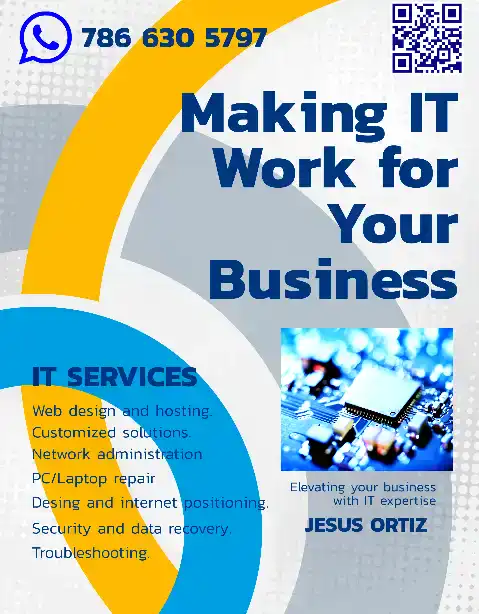 786 630 5797
Making IT
Work for
Your
Business
IT SERVICES
Web design and hosting.
Customized solutions.
Network administration
PC/Laptop repair
Desing and internet positioning.
Security and data recovery.
Troubleshooting.
Elevating your business
with IT expertise
JESUS ORTIZ